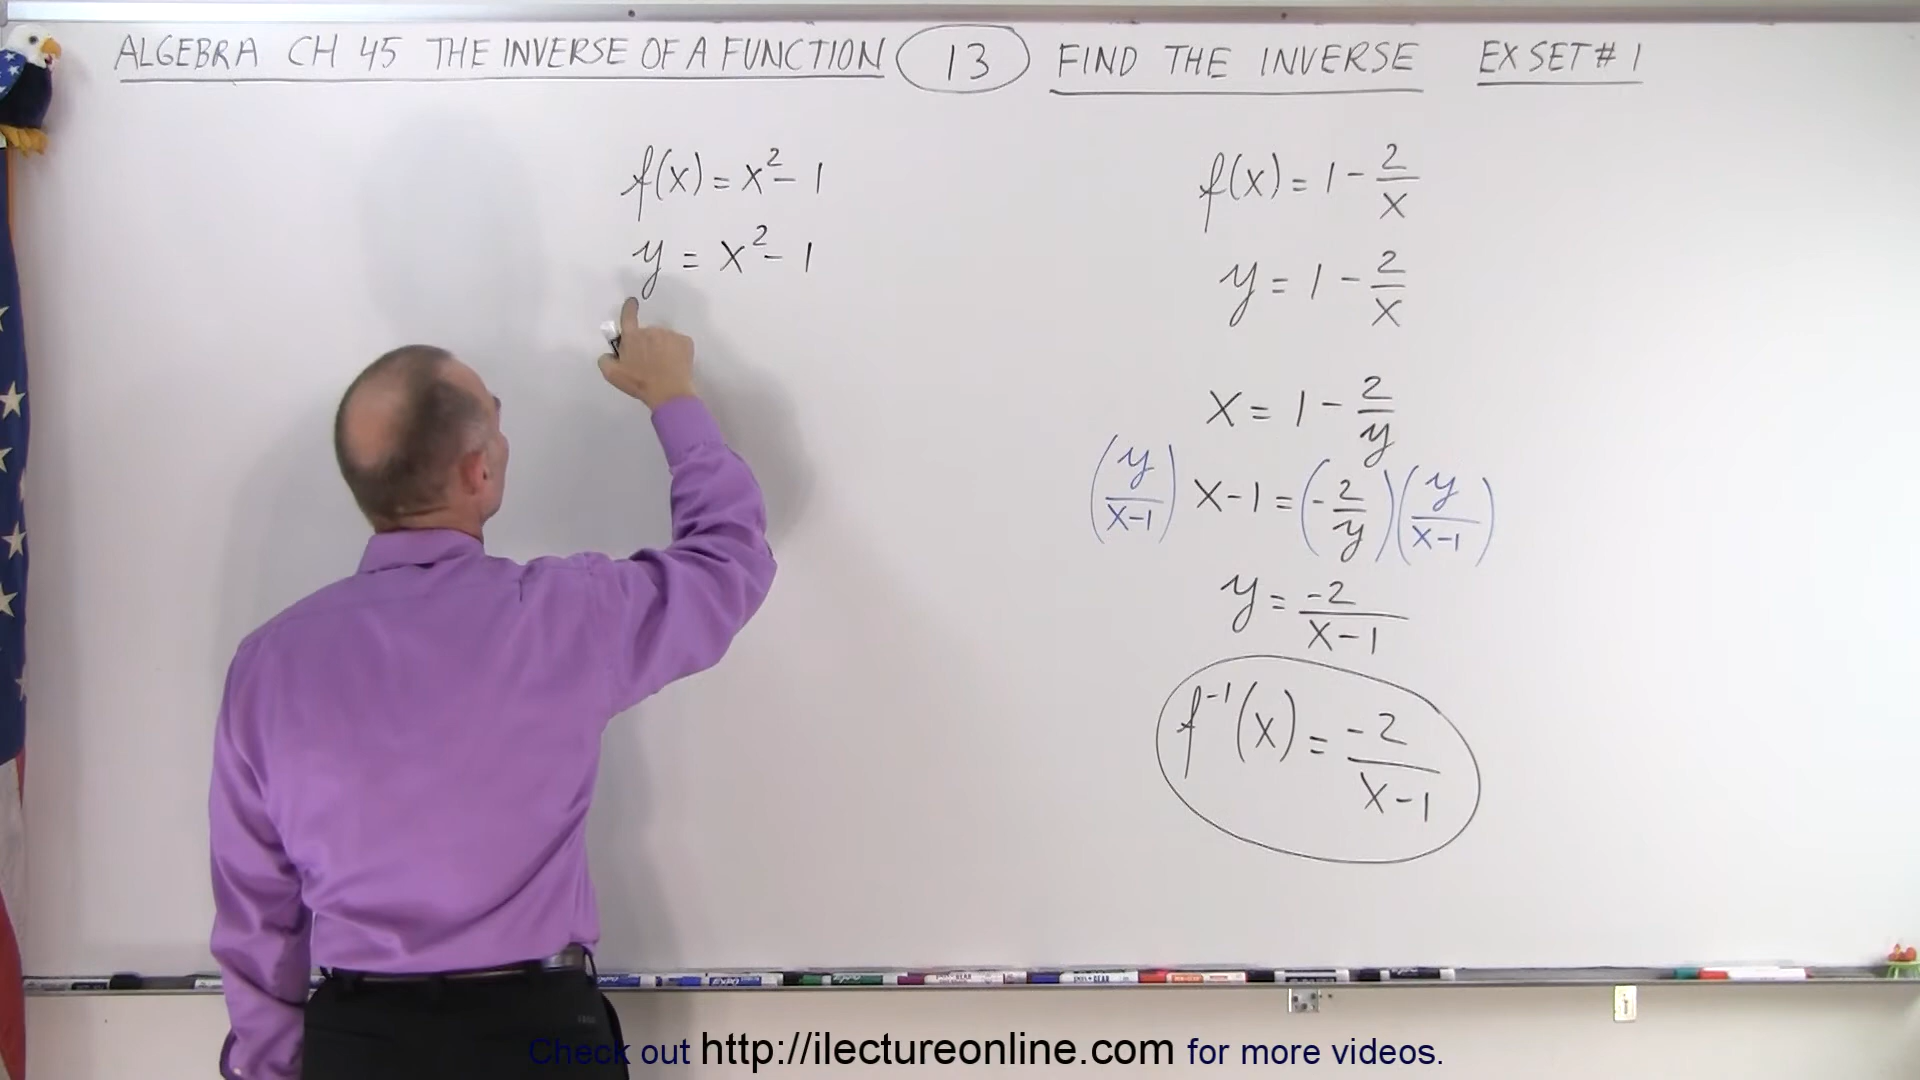 ALGEBRA CH 45 THE INVERSE OF A FUNCTION 13 FIND THE INVERSE EX SET # 1
f(x) = x² - 1
y = x² - 1
f(x) = 1 - 2/x
y = 1 - 2/x
x = 1 - 2/y
(y/x-1) x-1 = (-2/y)(y/x-1)
y = -2/x-1
f⁻¹(x) = -2/x-1
Check out http://ilectureonline.com for more videos.